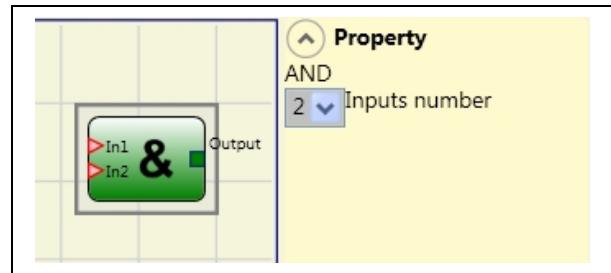 Property
AND
2 Inputs number
In1 & Output
In2